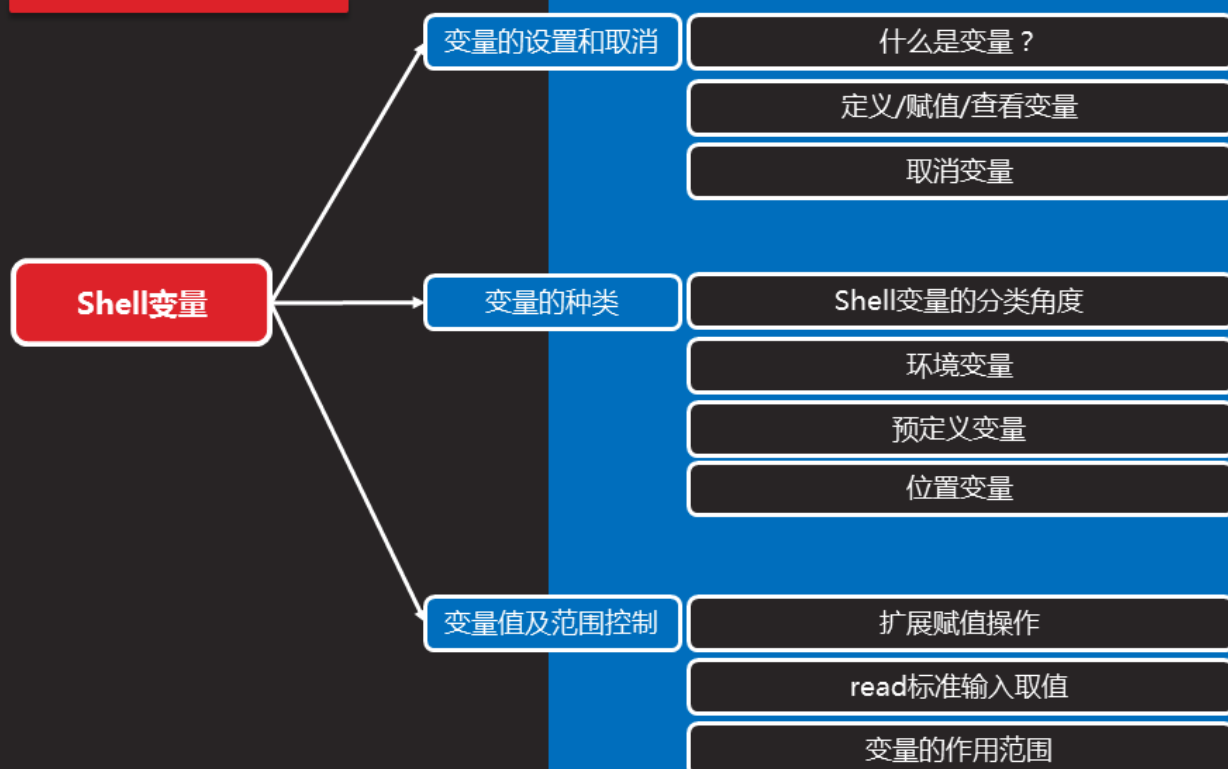 Shell变量
变量的设置和取消
什么是变量？
定义/赋值/查看变量
取消变量
变量的种类
Shell变量的分类角度
环境变量
预定义变量
位置变量
变量值及范围控制
扩展赋值操作
read标准输入取值
变量的作用范围